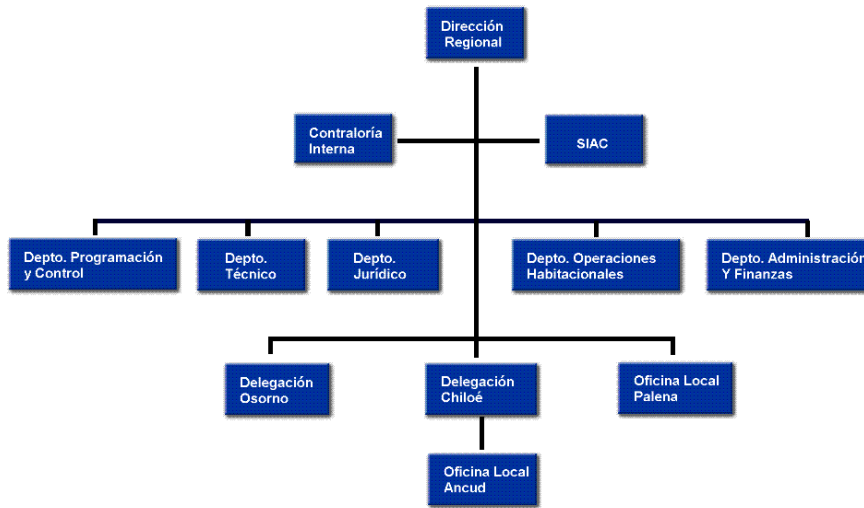 Dirección
Regional
Contraloría
Interna
SIAC
Depto. Programación
y Control
Depto.
Técnico
Depto.
Jurídico
Depto. Operaciones
Habitacionales
Depto. Administración
Y Finanzas
Delegación
Osorno
Delegación
Chiloé
Oficina Local
Palena
Oficina Local
Ancud